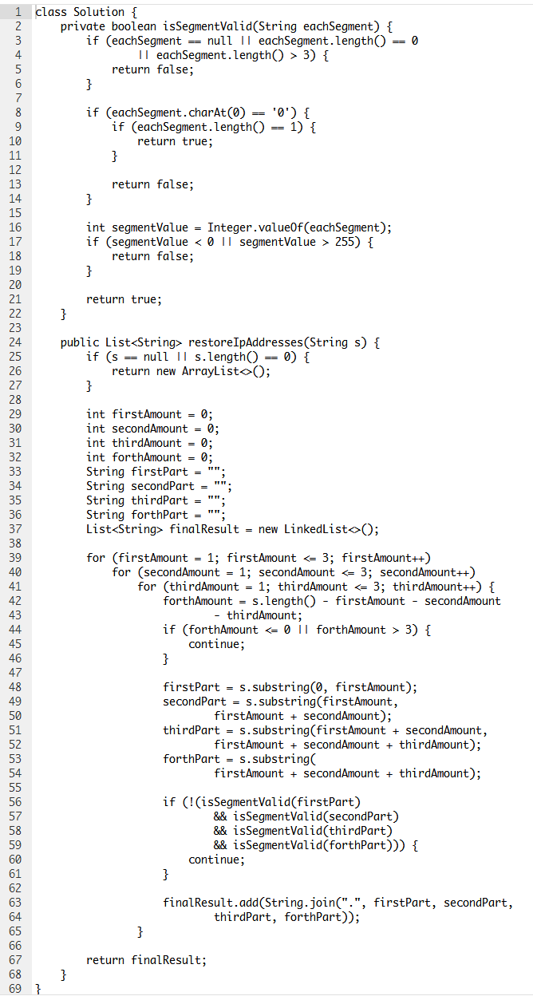 1 class Solution {
2     private boolean isSegmentValid(String eachSegment) {
3         if (eachSegment == null || eachSegment.length() == 0
4                 || eachSegment.length() > 3) {
5             return false;
6         }
7
8         if (eachSegment.charAt(0) == '0') {
9             if (eachSegment.length() == 1) {
10                 return true;
11             }
12
13             return false;
14         }
15
16         int segmentValue = Integer.valueOf(eachSegment);
17         if (segmentValue < 0 || segmentValue > 255) {
18             return false;
19         }
20
21         return true;
22     }
23
24     public List<String> restoreIpAddresses(String s) {
25         if (s == null || s.length() == 0) {
26             return new ArrayList<>();
27         }
28
29         int firstAmount = 0;
30         int secondAmount = 0;
31         int thirdAmount = 0;
32         int forthAmount = 0;
33         String firstPart = "";
34         String secondPart = "";
35         String thirdPart = "";
36         String forthPart = "";
37         List<String> finalResult = new LinkedList<>();
38
39         for (firstAmount = 1; firstAmount <= 3; firstAmount++)
40             for (secondAmount = 1; secondAmount <= 3; secondAmount++)
41                 for (thirdAmount = 1; thirdAmount <= 3; thirdAmount++) {
42                     forthAmount = s.length() - firstAmount - secondAmount
43                             - thirdAmount;
44                     if (forthAmount <= 0 || forthAmount > 3) {
45                         continue;
46                     }
47
48                     firstPart = s.substring(0, firstAmount);
49                     secondPart = s.substring(firstAmount,
50                             firstAmount + secondAmount);
51                     thirdPart = s.substring(firstAmount + secondAmount,
52                             firstAmount + secondAmount + thirdAmount);
53                     forthPart = s.substring(
54                             firstAmount + secondAmount + thirdAmount);
55
56                     if (!(isSegmentValid(firstPart)
57                             && isSegmentValid(secondPart)
58                             && isSegmentValid(thirdPart)
59                             && isSegmentValid(forthPart))) {
60                         continue;
61                     }
62
63                     finalResult.add(String.join(".", firstPart, secondPart,
64                             thirdPart, forthPart));
65                 }
66
67         return finalResult;
68     }
69 }